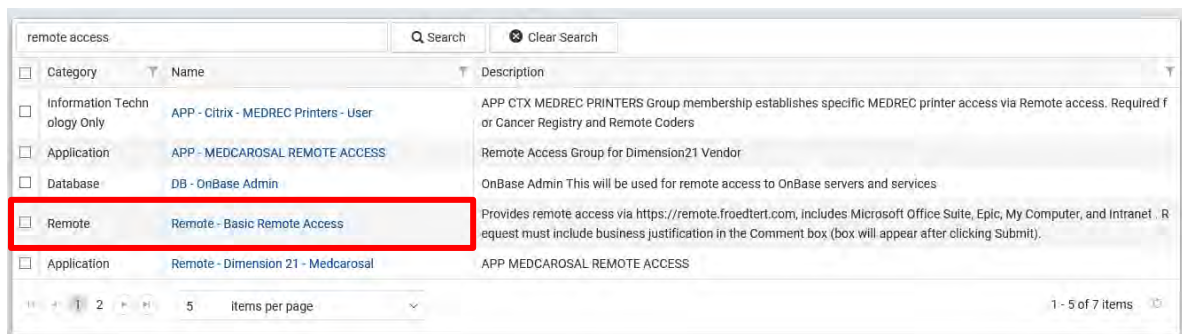 remote access Search Clear Search
Category Name Description
Information Techn
ology Only
APP - Citrix - MEDREC Printers - User
APP CTX MEDREC PRINTERS Group membership establishes specific MEDREC printer access via Remote access. Required f
or Cancer Registry and Remote Coders
Application APP - MEDCAROSAL REMOTE ACCESS Remote Access Group for Dimension21 Vendor
Database DB - OnBase Admin OnBase Admin This will be used for remote access to OnBase servers and services
Remote Remote - Basic Remote Access
Provides remote access via https://remote.froedtert.com, includes Microsoft Office Suite, Epic, My Computer, and Intranet . R
equest must include business justification in the Comment box (box will appear after clicking Submit).
Application Remote - Dimension 21 - Medcarosal APP MEDCAROSAL REMOTE ACCESS
1 2 5 items per page 1 - 5 of 7 items